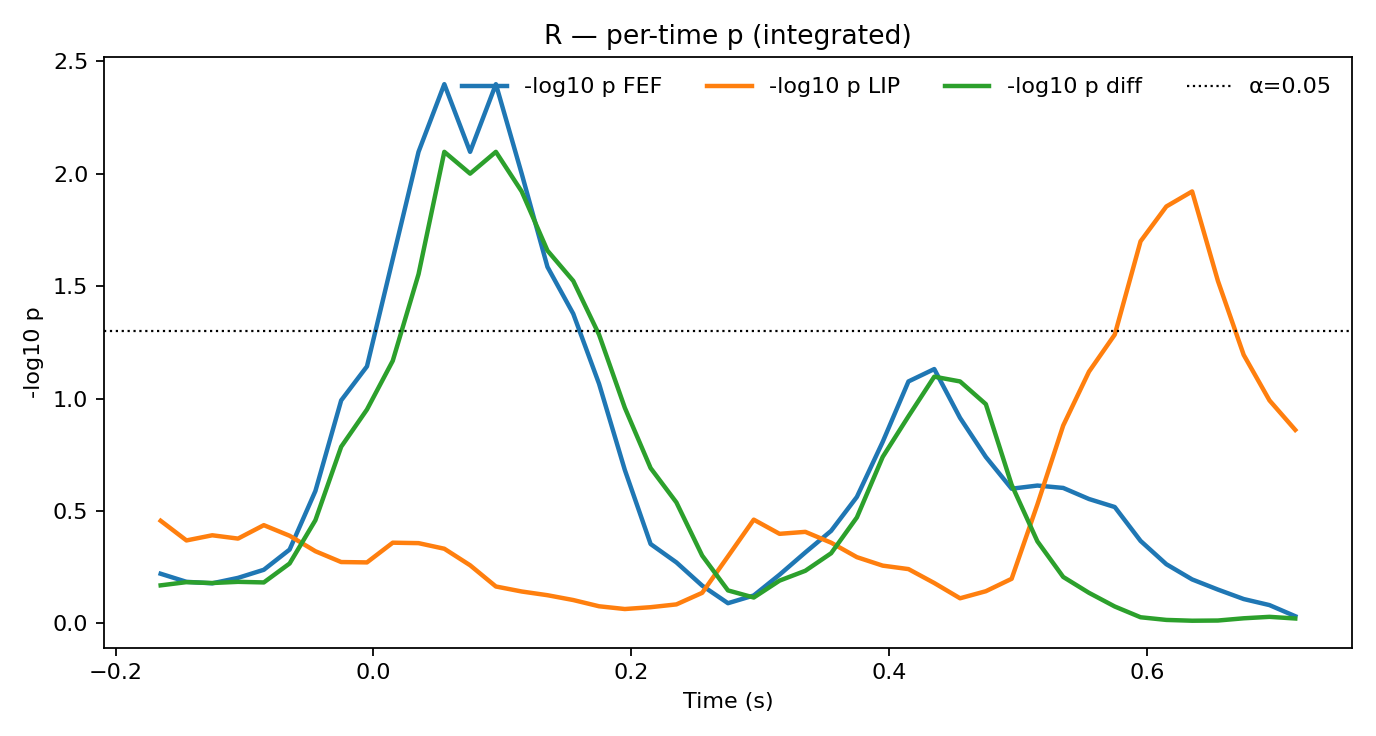 R — per-time p (integrated)
-log10 p FEF
-log10 p LIP
-log10 p diff
α=0.05
-log10 p
2.5
2.0
1.5
1.0
0.5
0.0
−0.2
0.0
0.2
0.4
0.6
Time (s)